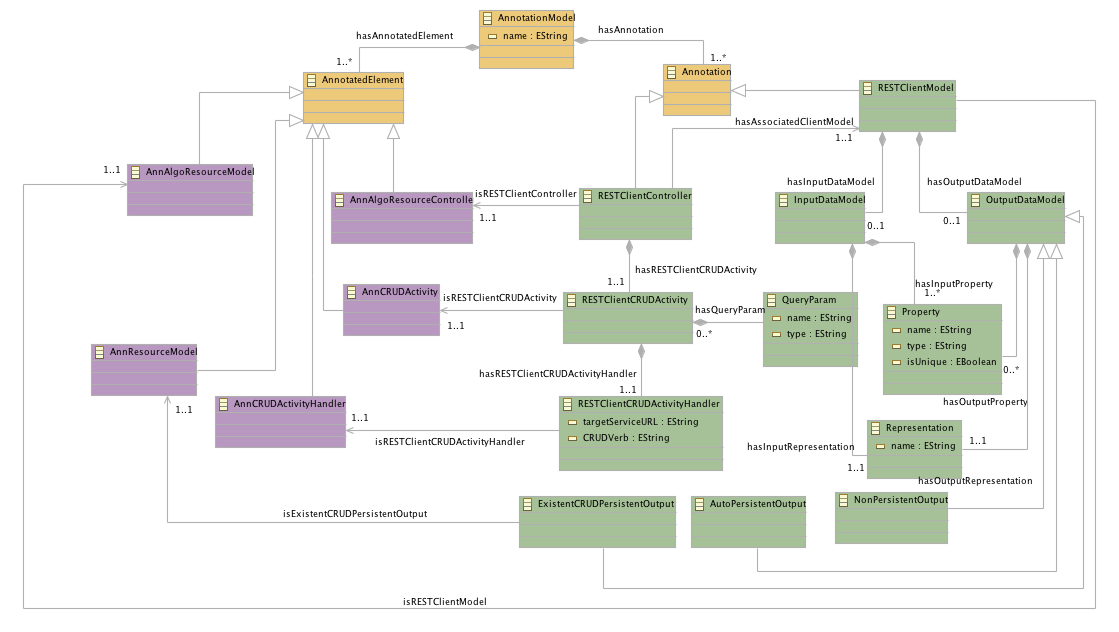 AnnotationModel
name : EString
hasAnnotatedElement
hasAnnotation
1..*
1..*
AnnotatedElement
Annotation
RESTClientModel
hasAssociatedClientModel
1..1
1..1
AnnAlgoResourceModel
hasInputDataModel
hasOutputDataModel
AnnAlgoResourceControlle
isRESTClientController
1..1
RESTClientController
InputDataModel
0..1
OutputDataModel
0..1
hasRESTClientCRUDActivity
1..1
AnnCRUDActivity
isRESTClientCRUDActivity
1..1
RESTClientCRUDActivity
hasQueryParam
0..*
QueryParam
name : EString
type : EString
hasInputProperty
1..*
Property
name : EString
type : EString
isUnique : EBoolean
0..*
hasOutputProperty
AnnResourceModel
1..1
hasRESTClientCRUDActivityHandler
1..1
AnnCRUDActivityHandler
1..1
isRESTClientCRUDActivityHandler
RESTClientCRUDActivityHandler
targetServiceURL : EString
CRUDVerb : EString
hasInputRepresentation
1..1
Representation
name : EString
1..1
hasOutputRepresentation
isExistentCRUDPersistentOutput
ExistentCRUDPersistentOutput
AutoPersistentOutput
NonPersistentOutput
isRESTClientModel